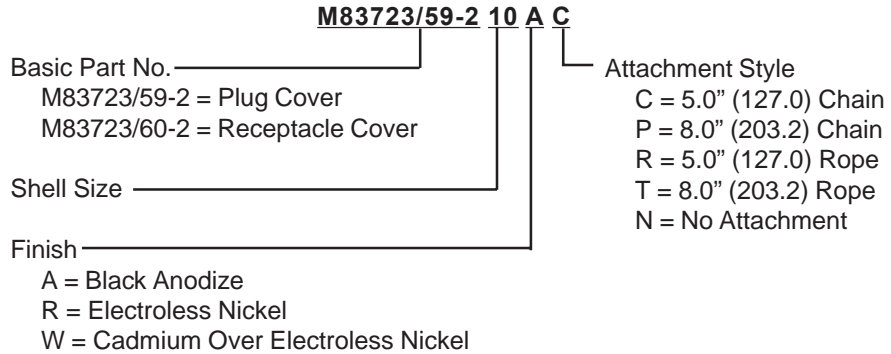 M83723/59-2 10 A C
Basic Part No.
M83723/59-2 = Plug Cover
M83723/60-2 = Receptacle Cover
Shell Size
Finish
A = Black Anodize
R = Electroless Nickel
W = Cadmium Over Electroless Nickel
Attachment Style
C = 5.0” (127.0) Chain
P = 8.0” (203.2) Chain
R = 5.0” (127.0) Rope
T = 8.0” (203.2) Rope
N = No Attachment